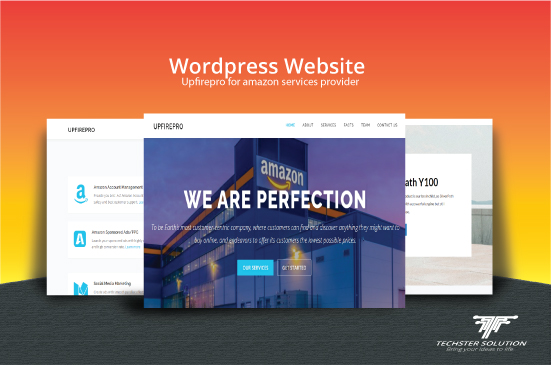 Wordpress Website
Upfirepro for amazon services provider
UPFIREPRO
Amazon Account Management
Amazon Sponsored Ads/PPC
Social Media Marketing
UPFIREPRO
HOME ABOUT SERVICES FACTS TEAM CONTACT US
amazon
WE ARE PERFECTION
To be Earth's most customer-centric company, where customers can find and discover anything they might want to
buy online, and endeavors to offer its customers the lowest possible prices.
OUR SERVICES GET STARTED
ath Y100
TECHSTER SOLUTION
Bring your ideas to life